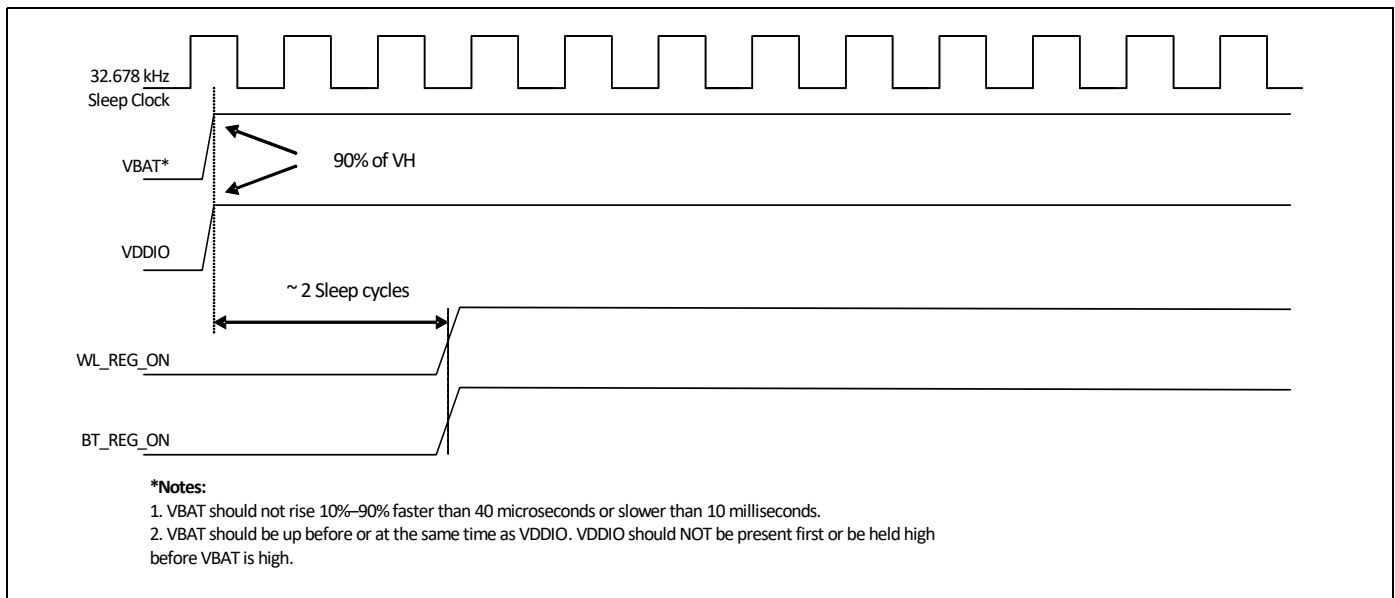 32.678 kHz
Sleep Clock
VBAT*
90% of VH
VDDIO
~ 2 Sleep cycles
WL_REG_ON
BT_REG_ON
*Notes:
1. VBAT should not rise 10%–90% faster than 40 microseconds or slower than 10 milliseconds.
2. VBAT should be up before or at the same time as VDDIO. VDDIO should NOT be present first or be held high
before VBAT is high.